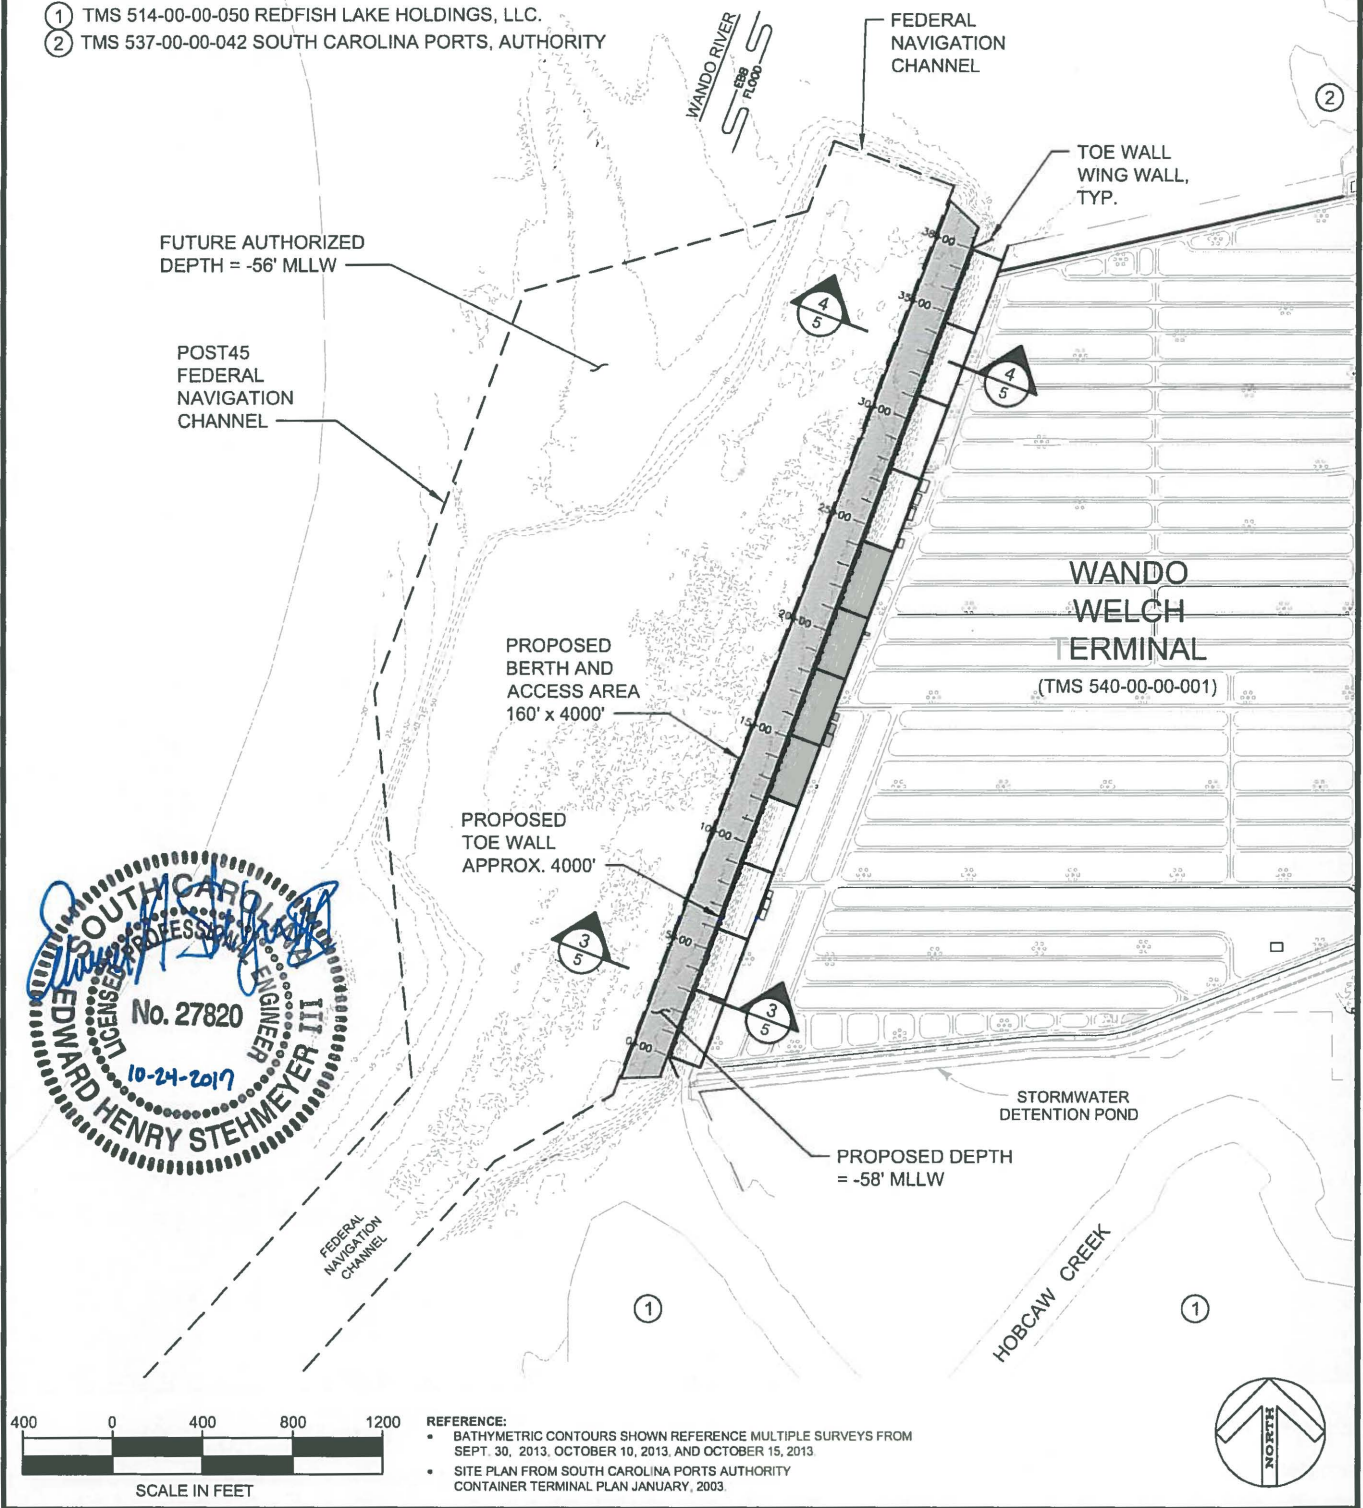 1 TMS 514-00-00-050 REDFISH LAKE HOLDINGS, LLC.
2 TMS 537-00-00-042 SOUTH CAROLINA PORTS, AUTHORITY
WANDO RIVER
EBB
FLOOD
FEDERAL
NAVIGATION
CHANNEL
2
TOE WALL
WING WALL,
TYP.
FUTURE AUTHORIZED
DEPTH = -56' MLLW
POST45
FEDERAL
NAVIGATION
CHANNEL
38+00
35+00
30+00
25+00
20+00
15+00
10+00
5+00
0+00
4
5
4
5
WANDO
WELCH
TERMINAL
(TMS 540-00-00-001)
PROPOSED
BERTH AND
ACCESS AREA
160' x 4000'
PROPOSED
TOE WALL
APPROX. 4000'
3
5
3
5
SOUTH CAROLINA
LICENSED PROFESSIONAL ENGINEER
No. 27820
10-24-2017
EDWARD HENRY STEHMEYER III
STORMWATER
DETENTION POND
PROPOSED DEPTH
= -58' MLLW
FEDERAL
NAVIGATION
CHANNEL
HOBCAW CREEK
1
1
400 0 400 800 1200
SCALE IN FEET
REFERENCE:
• BATHYMETRIC CONTOURS SHOWN REFERENCE MULTIPLE SURVEYS FROM
SEPT. 30, 2013, OCTOBER 10, 2013, AND OCTOBER 15, 2013.
• SITE PLAN FROM SOUTH CAROLINA PORTS AUTHORITY
CONTAINER TERMINAL PLAN JANUARY, 2003.
NORTH